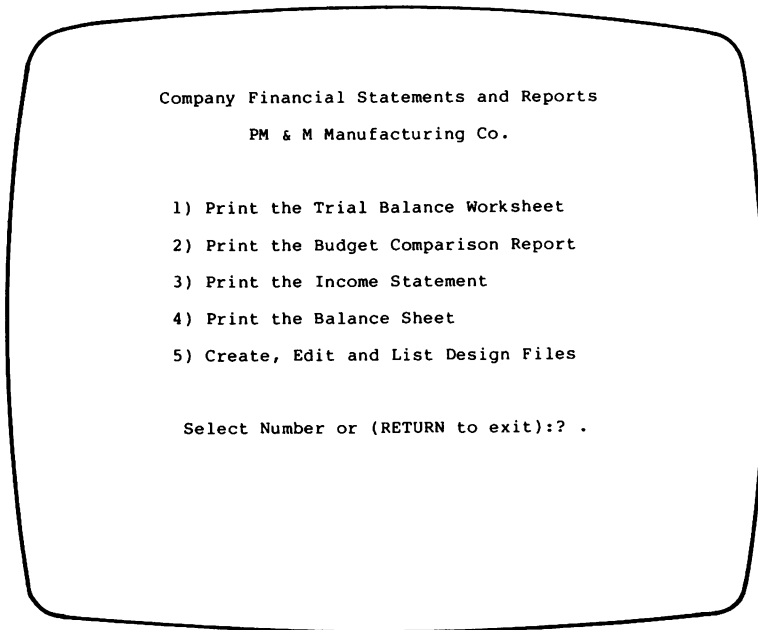 Company Financial Statements and Reports
PM & M Manufacturing Co.
1) Print the Trial Balance Worksheet
2) Print the Budget Comparison Report
3) Print the Income Statement
4) Print the Balance Sheet
5) Create, Edit and List Design Files
Select Number or (RETURN to exit):? .